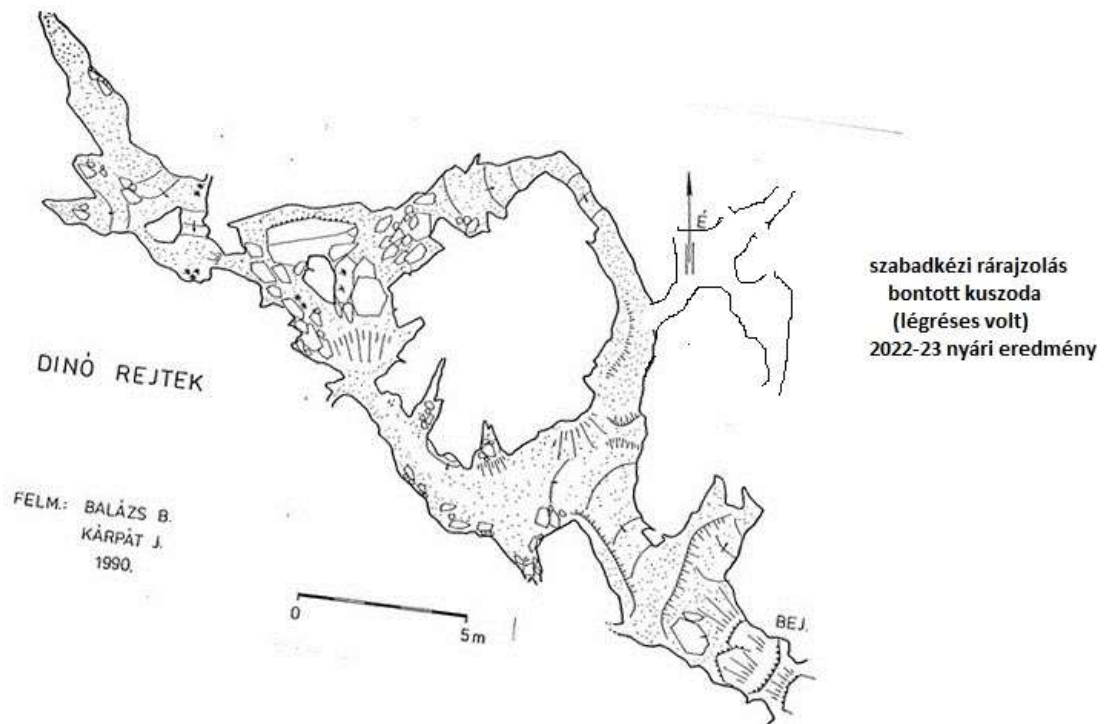 É
szabadkézi rárajzolás
bontott kuszoda
(légréses volt)
2022-23 nyári eredmény
DINÓ REJTEK
FELM.: BALÁZS B.
KÁRPÁT J.
1990.
0
5m
BEJ.